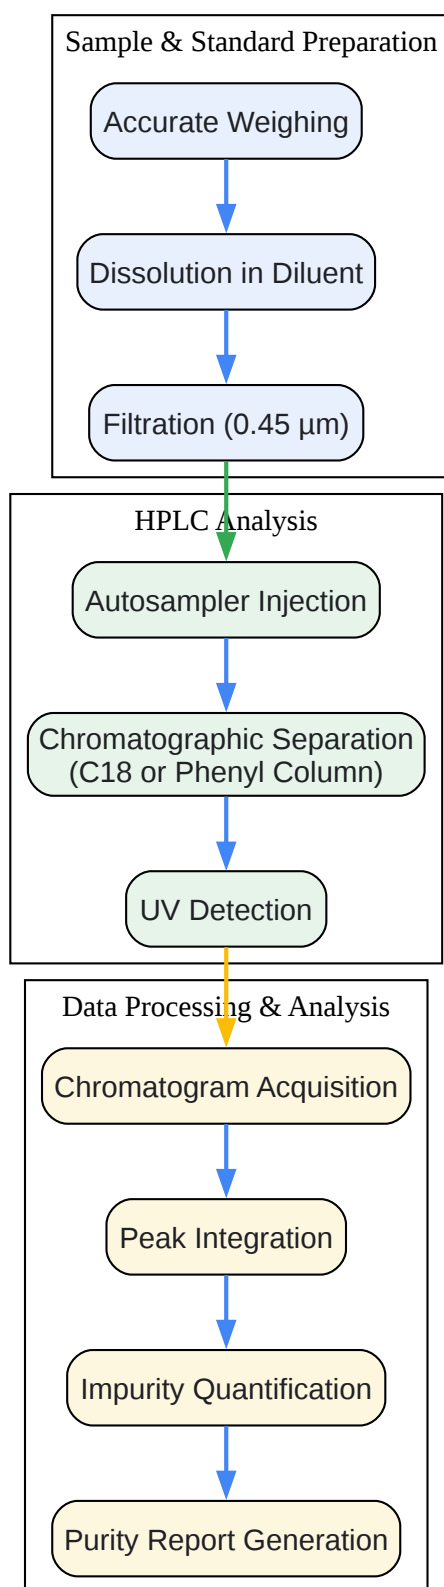 Sample & Standard Preparation
Accurate Weighing
Dissolution in Diluent
Filtration (0.45 µm)
HPLC Analysis
Autosampler Injection
Chromatographic Separation
(C18 or Phenyl Column)
UV Detection
Data Processing & Analysis
Chromatogram Acquisition
Peak Integration
Impurity Quantification
Purity Report Generation